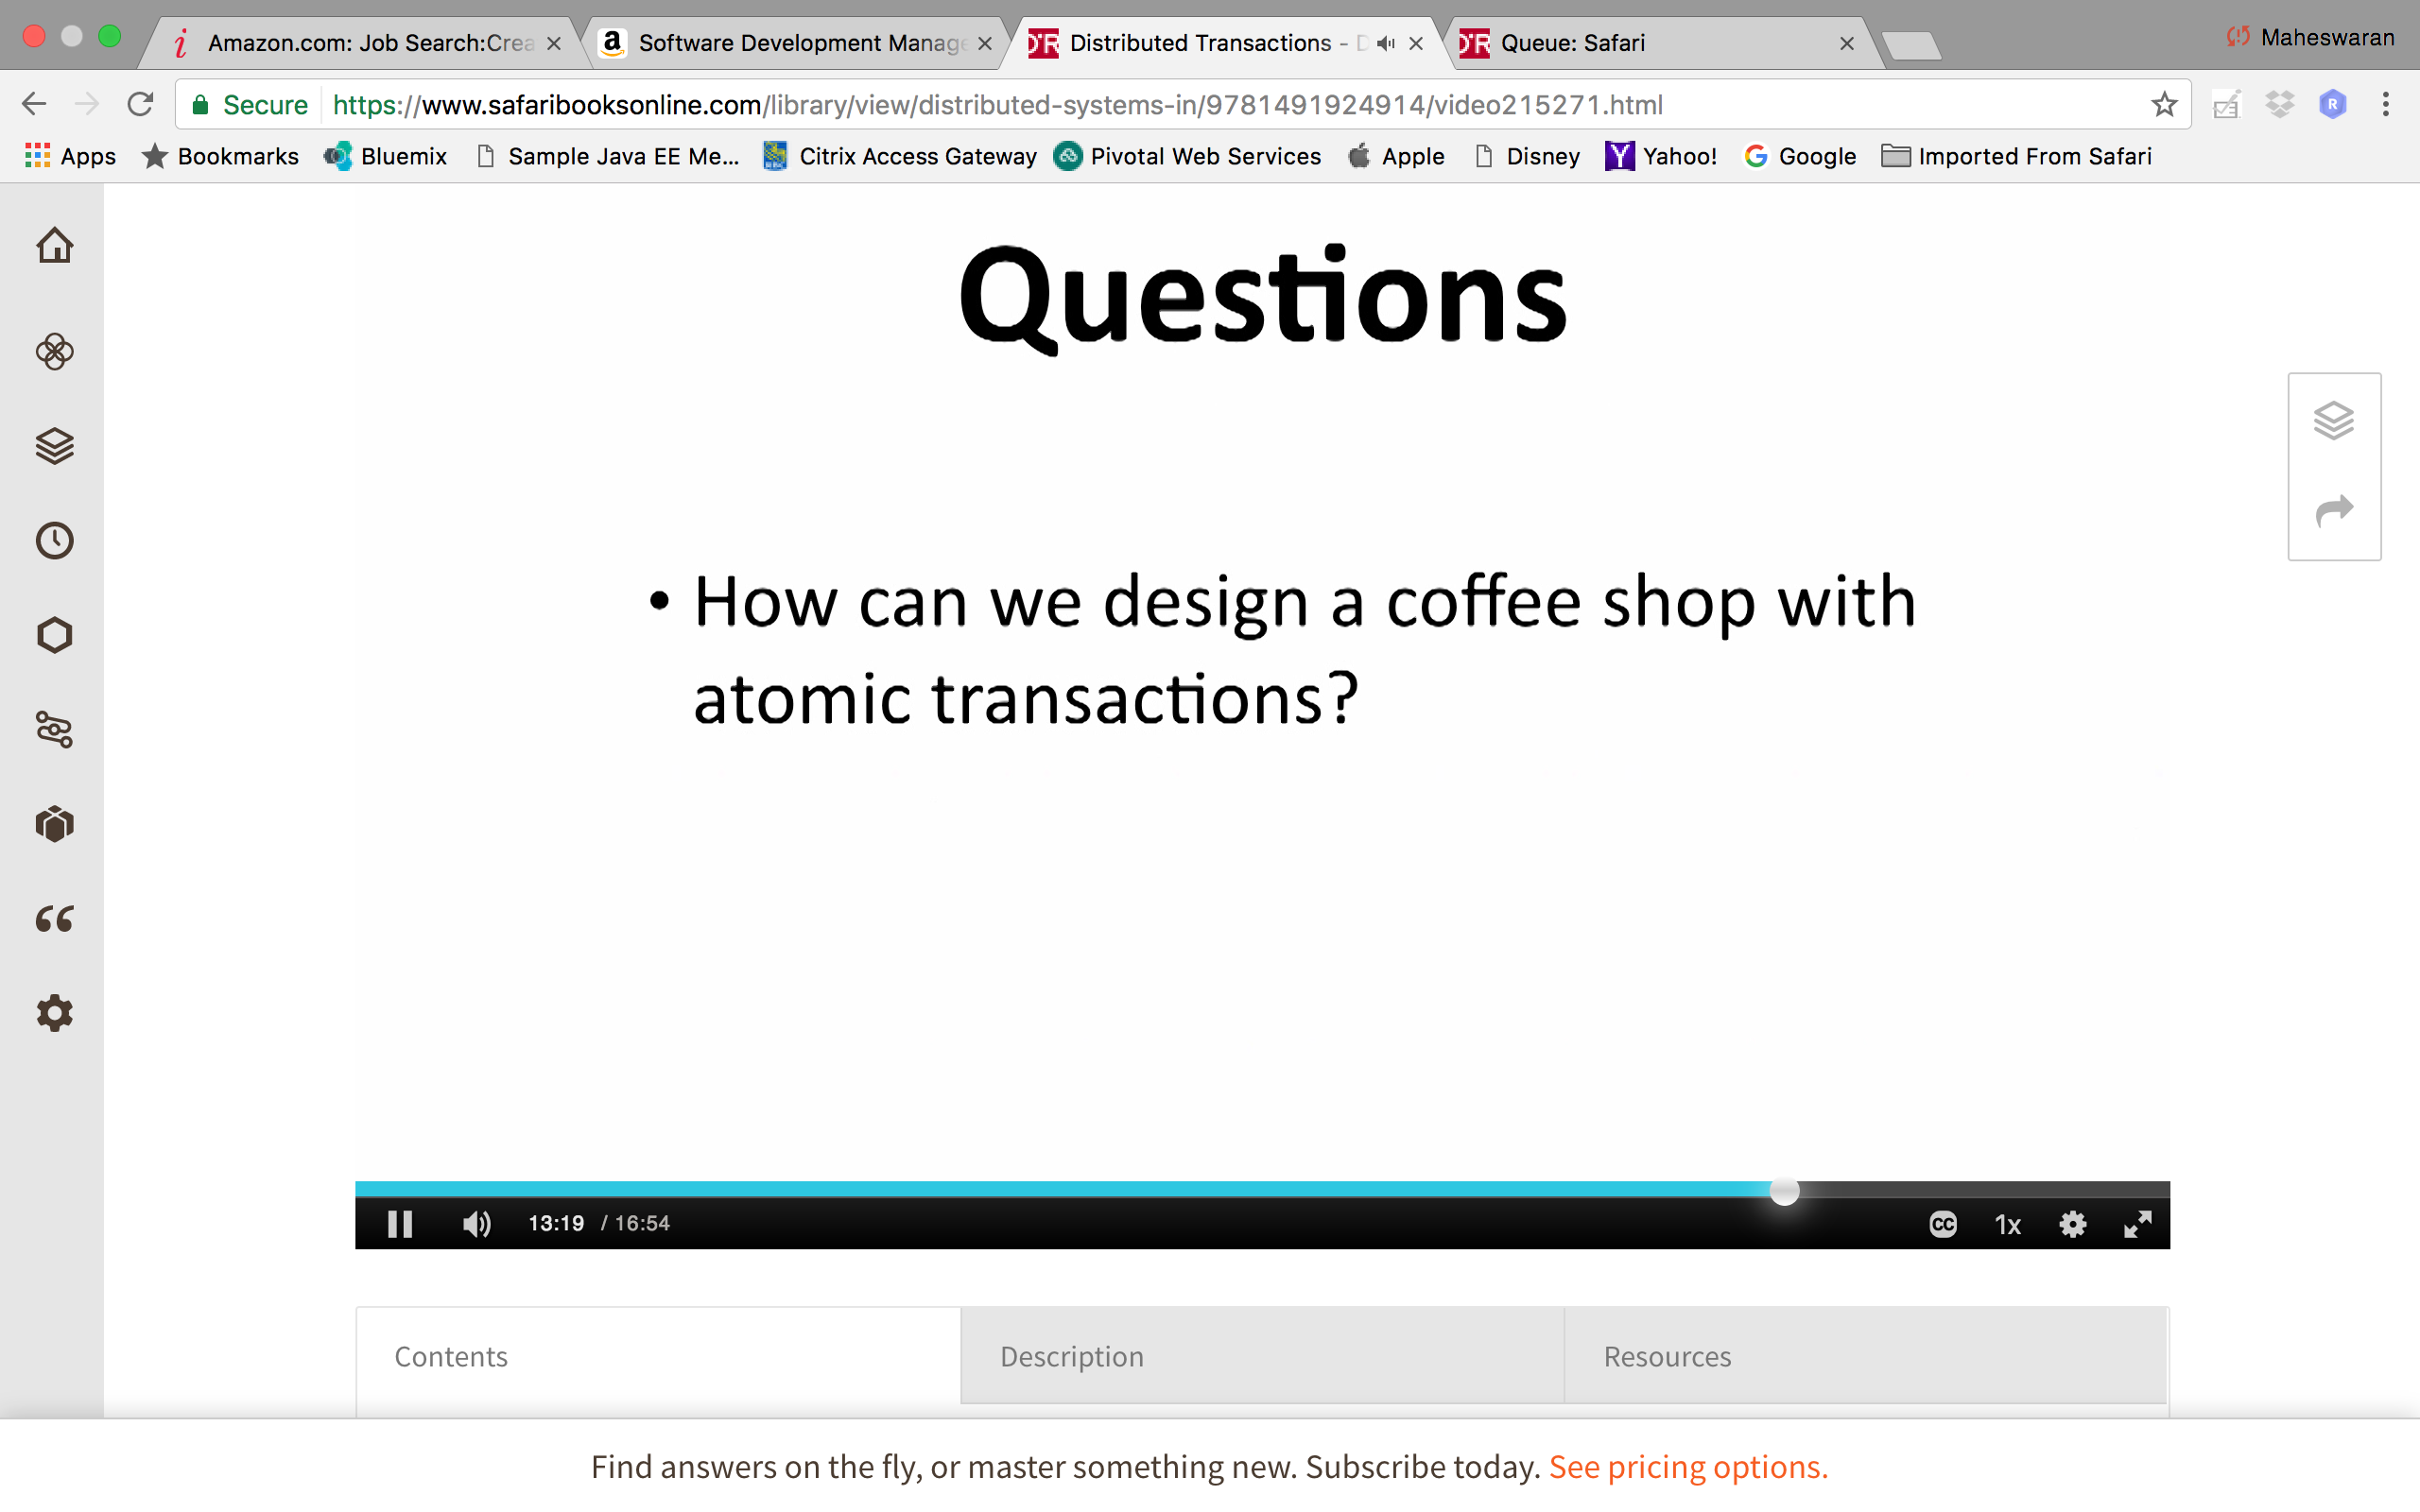 Amazon.com: Job Search:Crea
Software Development Manage
Distributed Transactions - D
Queue: Safari
Maheswaran
Secure https://www.safaribooksonline.com/library/view/distributed-systems-in/9781491924914/video215271.html
Apps Bookmarks Bluemix Sample Java EE Me... Citrix Access Gateway Pivotal Web Services Apple Disney Yahoo! Google Imported From Safari
Questions
• How can we design a coffee shop with
atomic transactions?
13:19 / 16:54 CC 1x
Contents Description Resources
Find answers on the fly, or master something new. Subscribe today. See pricing options.